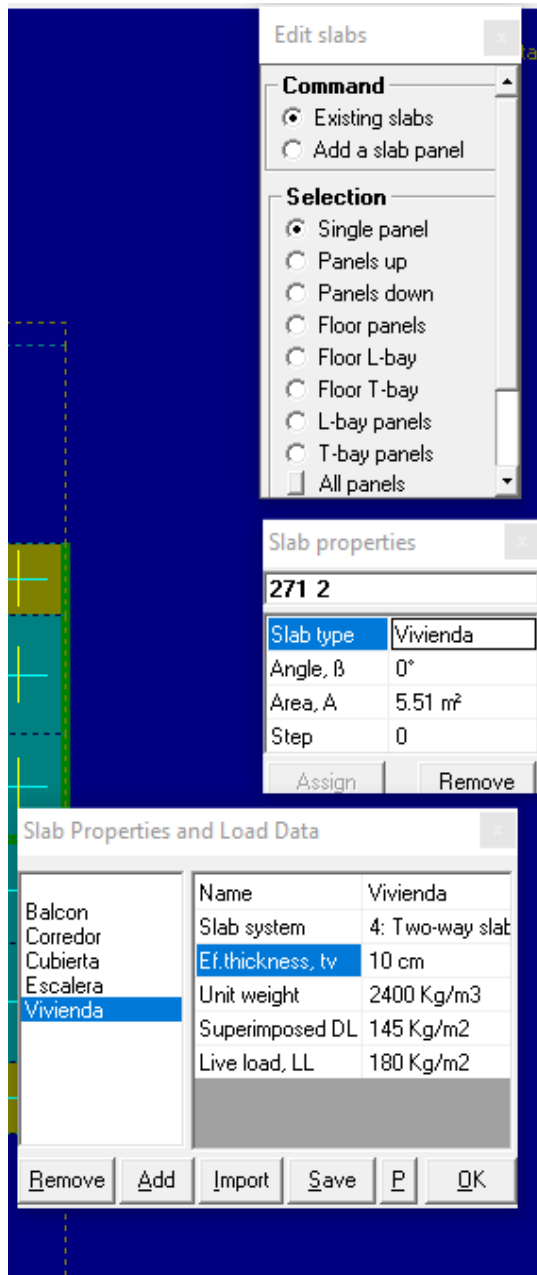 Edit slabs
ta
Command
Existing slabs
Add a slab panel
Selection
Single panel
Panels up
Panels down
Floor panels
Floor L-bay
Floor T-bay
L-bay panels
T-bay panels
All panels
Slab properties
271 2
Slab type Vivienda
Angle, ß 0°
Area, A 5.51 m²
Step 0
Assign Remove
Slab Properties and Load Data
Balcon
Corredor
Cubierta
Escalera
Vivienda
Name Vivienda
Slab system 4: Two-way slab
Ef.thickness, tv 10 cm
Unit weight 2400 Kg/m3
Superimposed DL 145 Kg/m2
Live load, LL 180 Kg/m2
Remove Add Import Save P OK